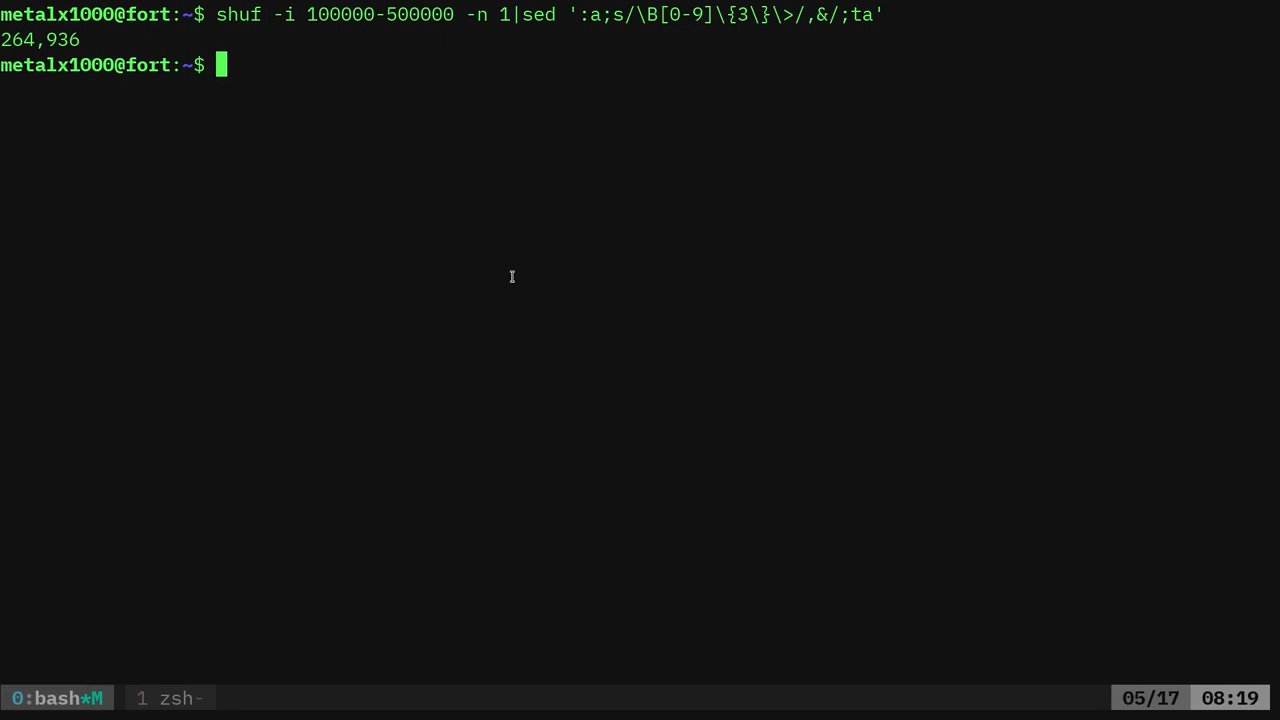 metalx1000@fort:~$ shuf -i 100000-500000 -n 1|sed ':a;s/\B[0-9]\{3\}\>/,&/;ta'
264,936
metalx1000@fort:~$
0:bash*M 1 zsh- 05/17 08:19